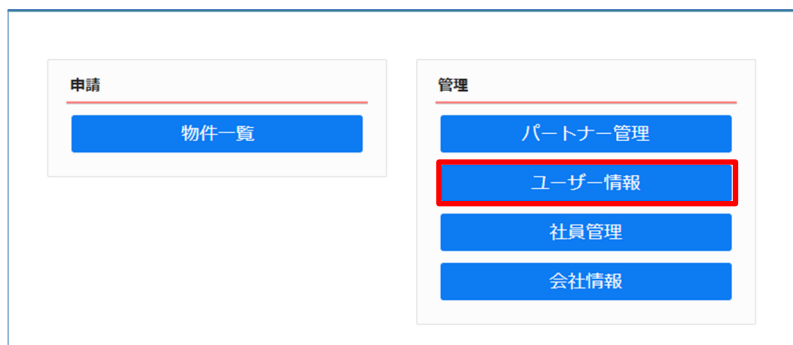 申請
物件一覧
管理
パートナー管理
ユーザー情報
社員管理
会社情報